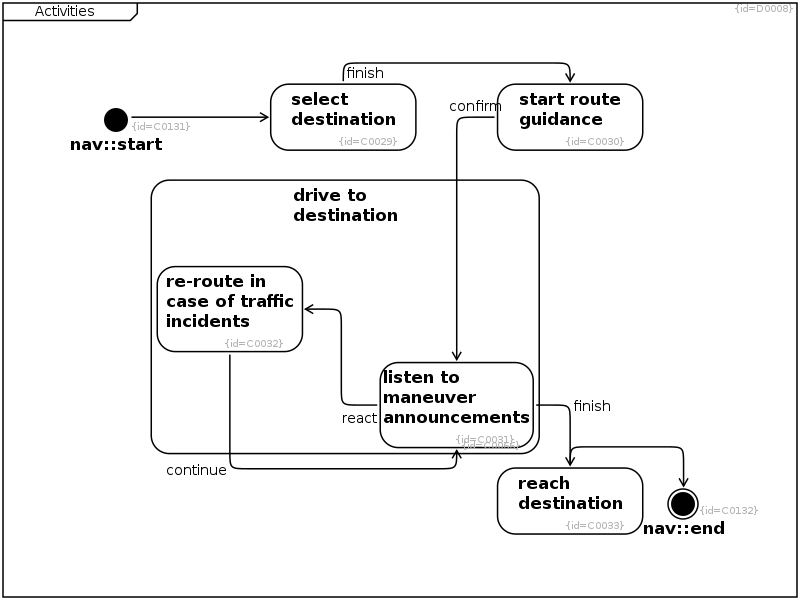 Activities
{id=D0008}
finish
select
destination
{id=C0029}
confirm
start route
guidance
{id=C0030}
{id=C0131}
nav::start
drive to
destination
re-route in
case of traffic
incidents
{id=C0032}
listen to
maneuver
announcements
{id=C0031}
react
finish
continue
reach
destination
{id=C0033}
{id=C0132}
nav::end